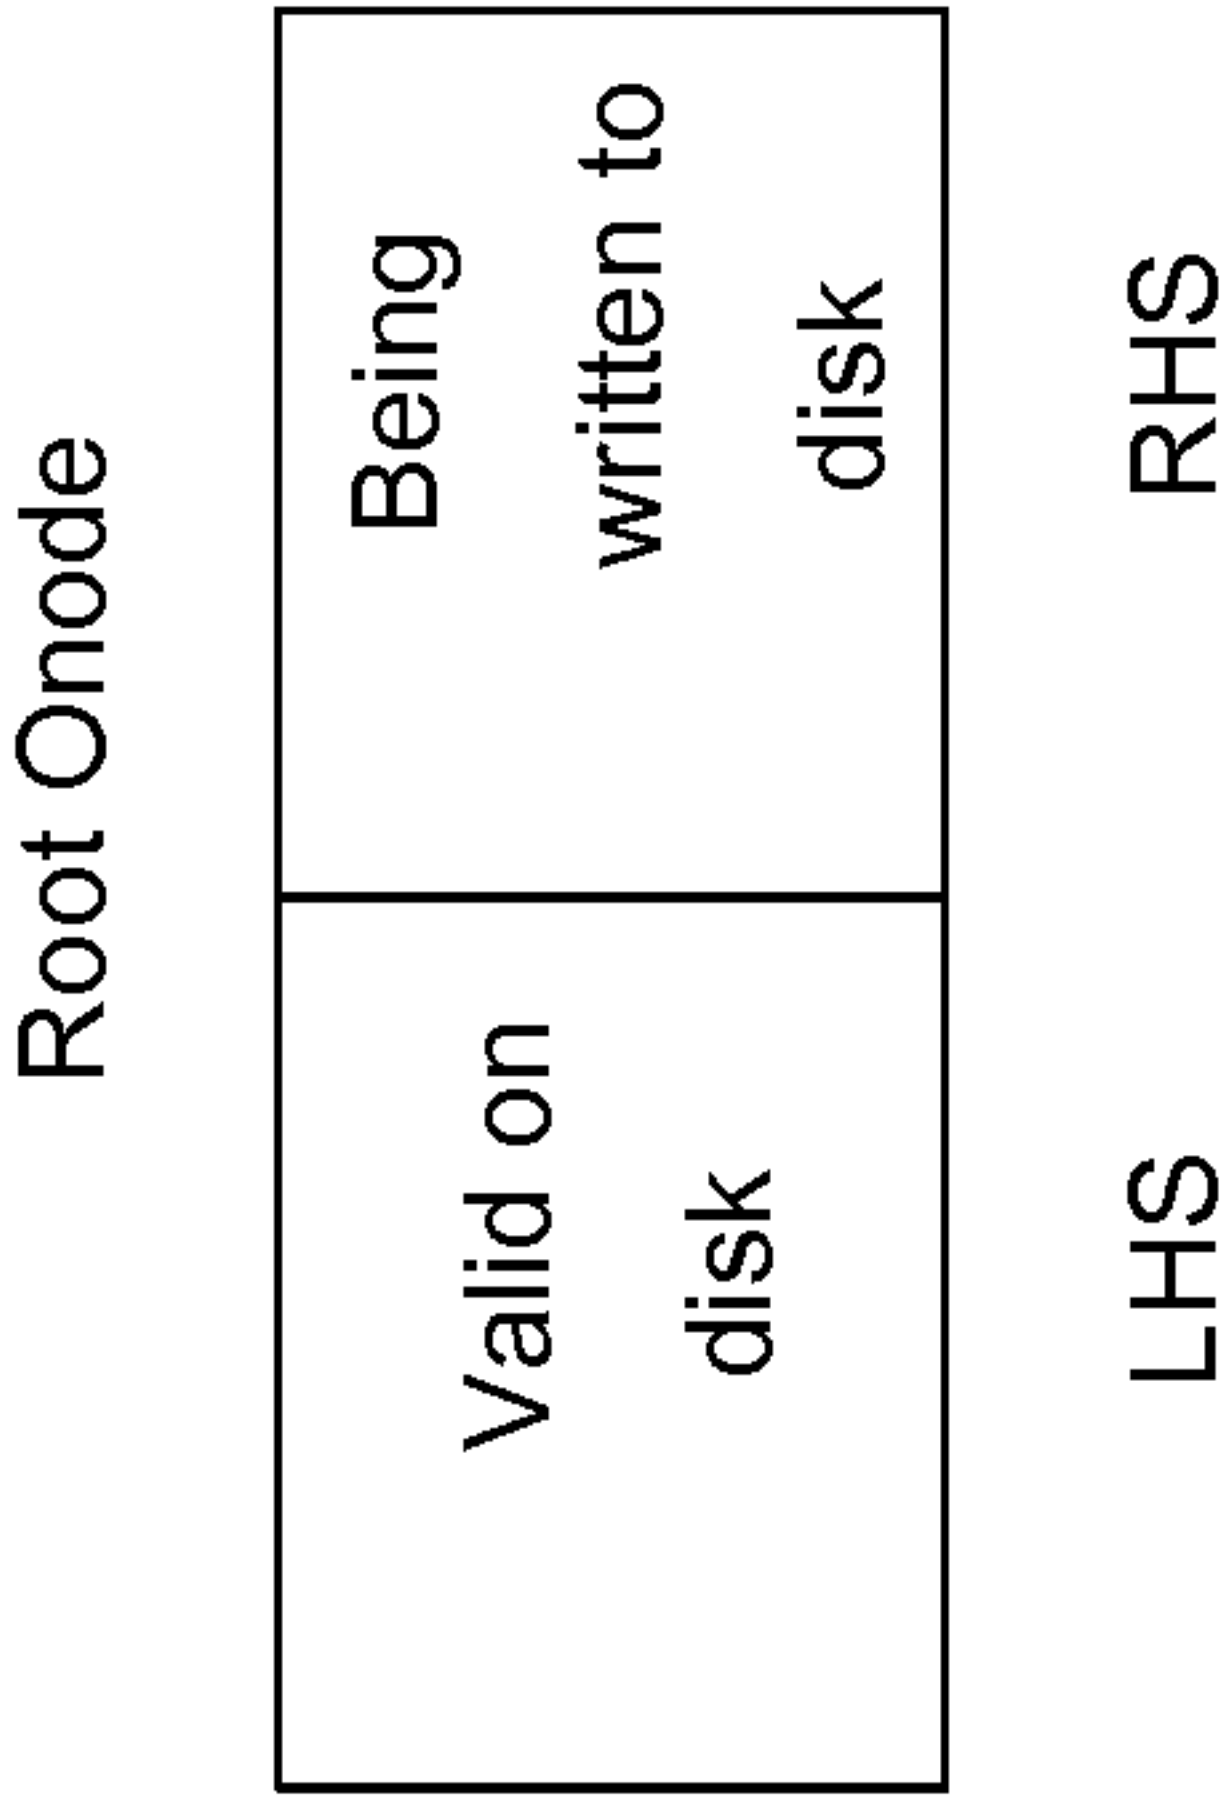 Root Onode
Valid on
disk
Being
written to
disk
LHS
RHS